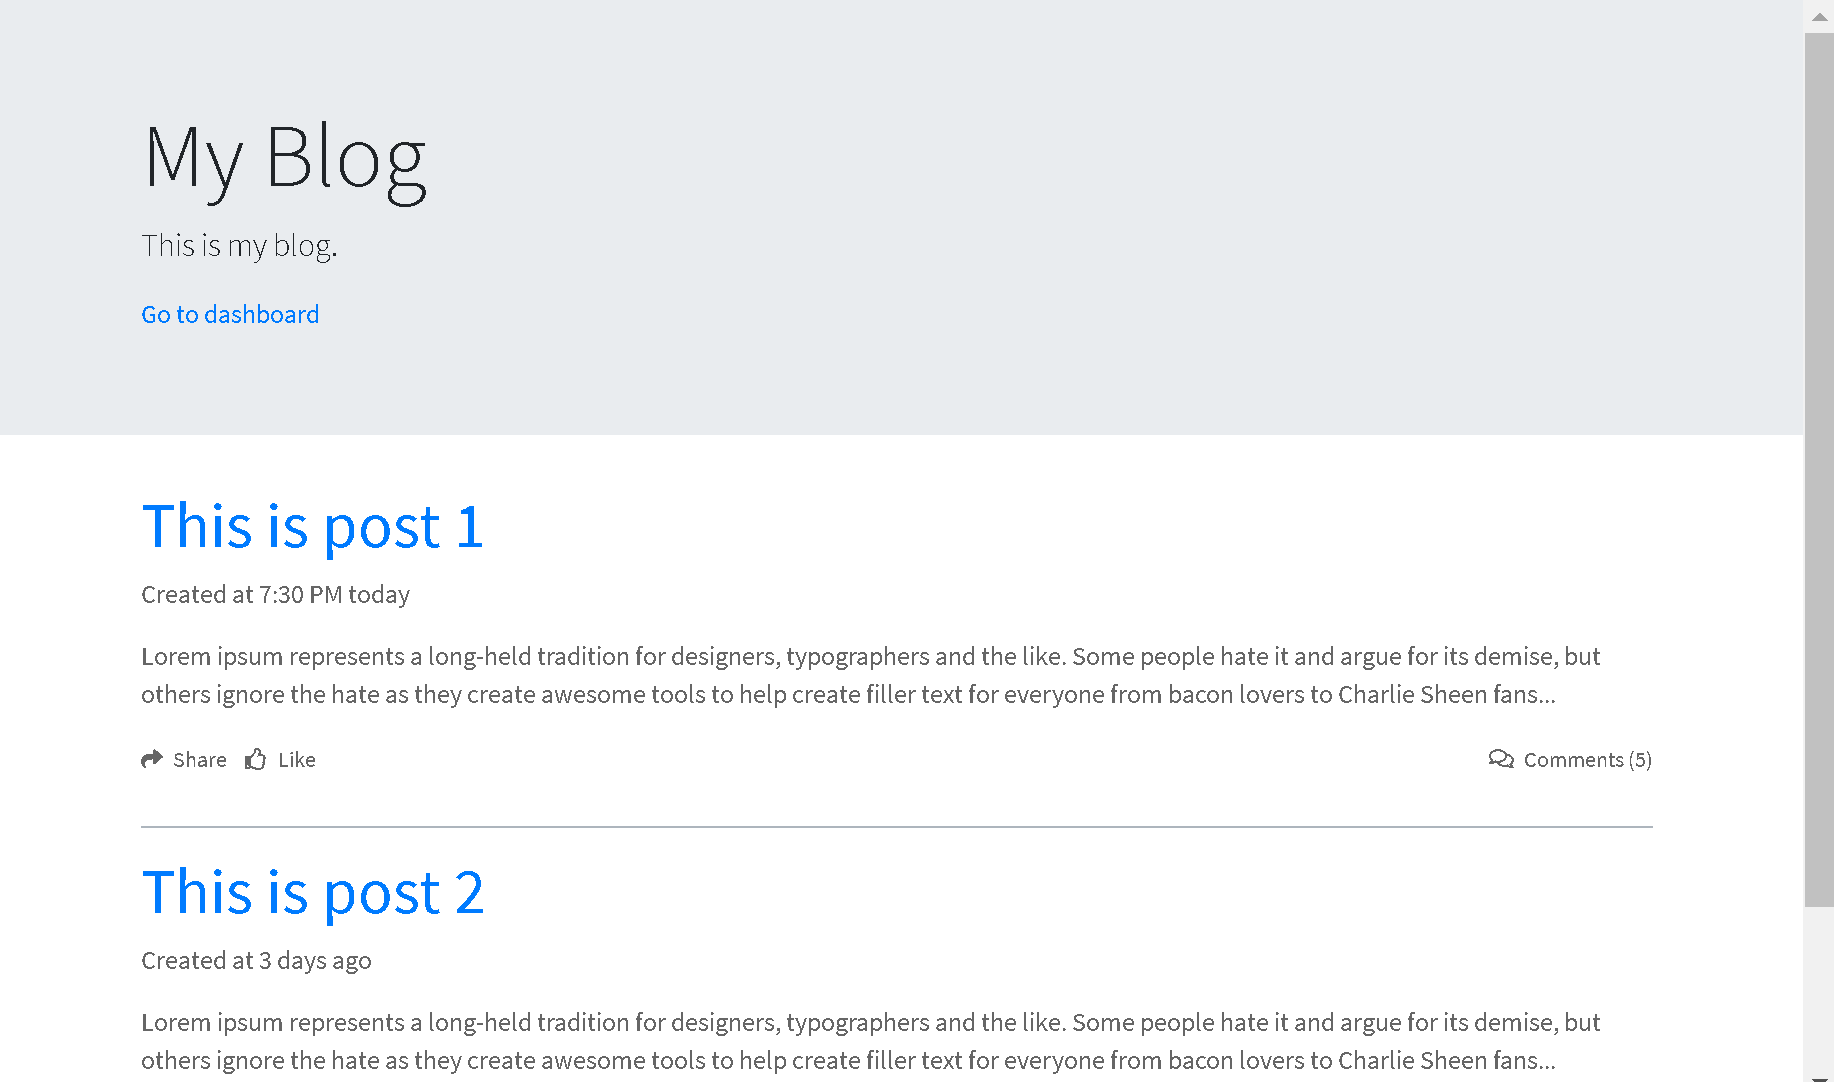 My Blog
This is my blog.
Go to dashboard
This is post 1
Created at 7:30 PM today
Lorem ipsum represents a long-held tradition for designers, typographers and the like. Some people hate it and argue for its demise, but
others ignore the hate as they create awesome tools to help create filler text for everyone from bacon lovers to Charlie Sheen fans...
Share Like Comments (5)
This is post 2
Created at 3 days ago
Lorem ipsum represents a long-held tradition for designers, typographers and the like. Some people hate it and argue for its demise, but
others ignore the hate as they create awesome tools to help create filler text for everyone from bacon lovers to Charlie Sheen fans...